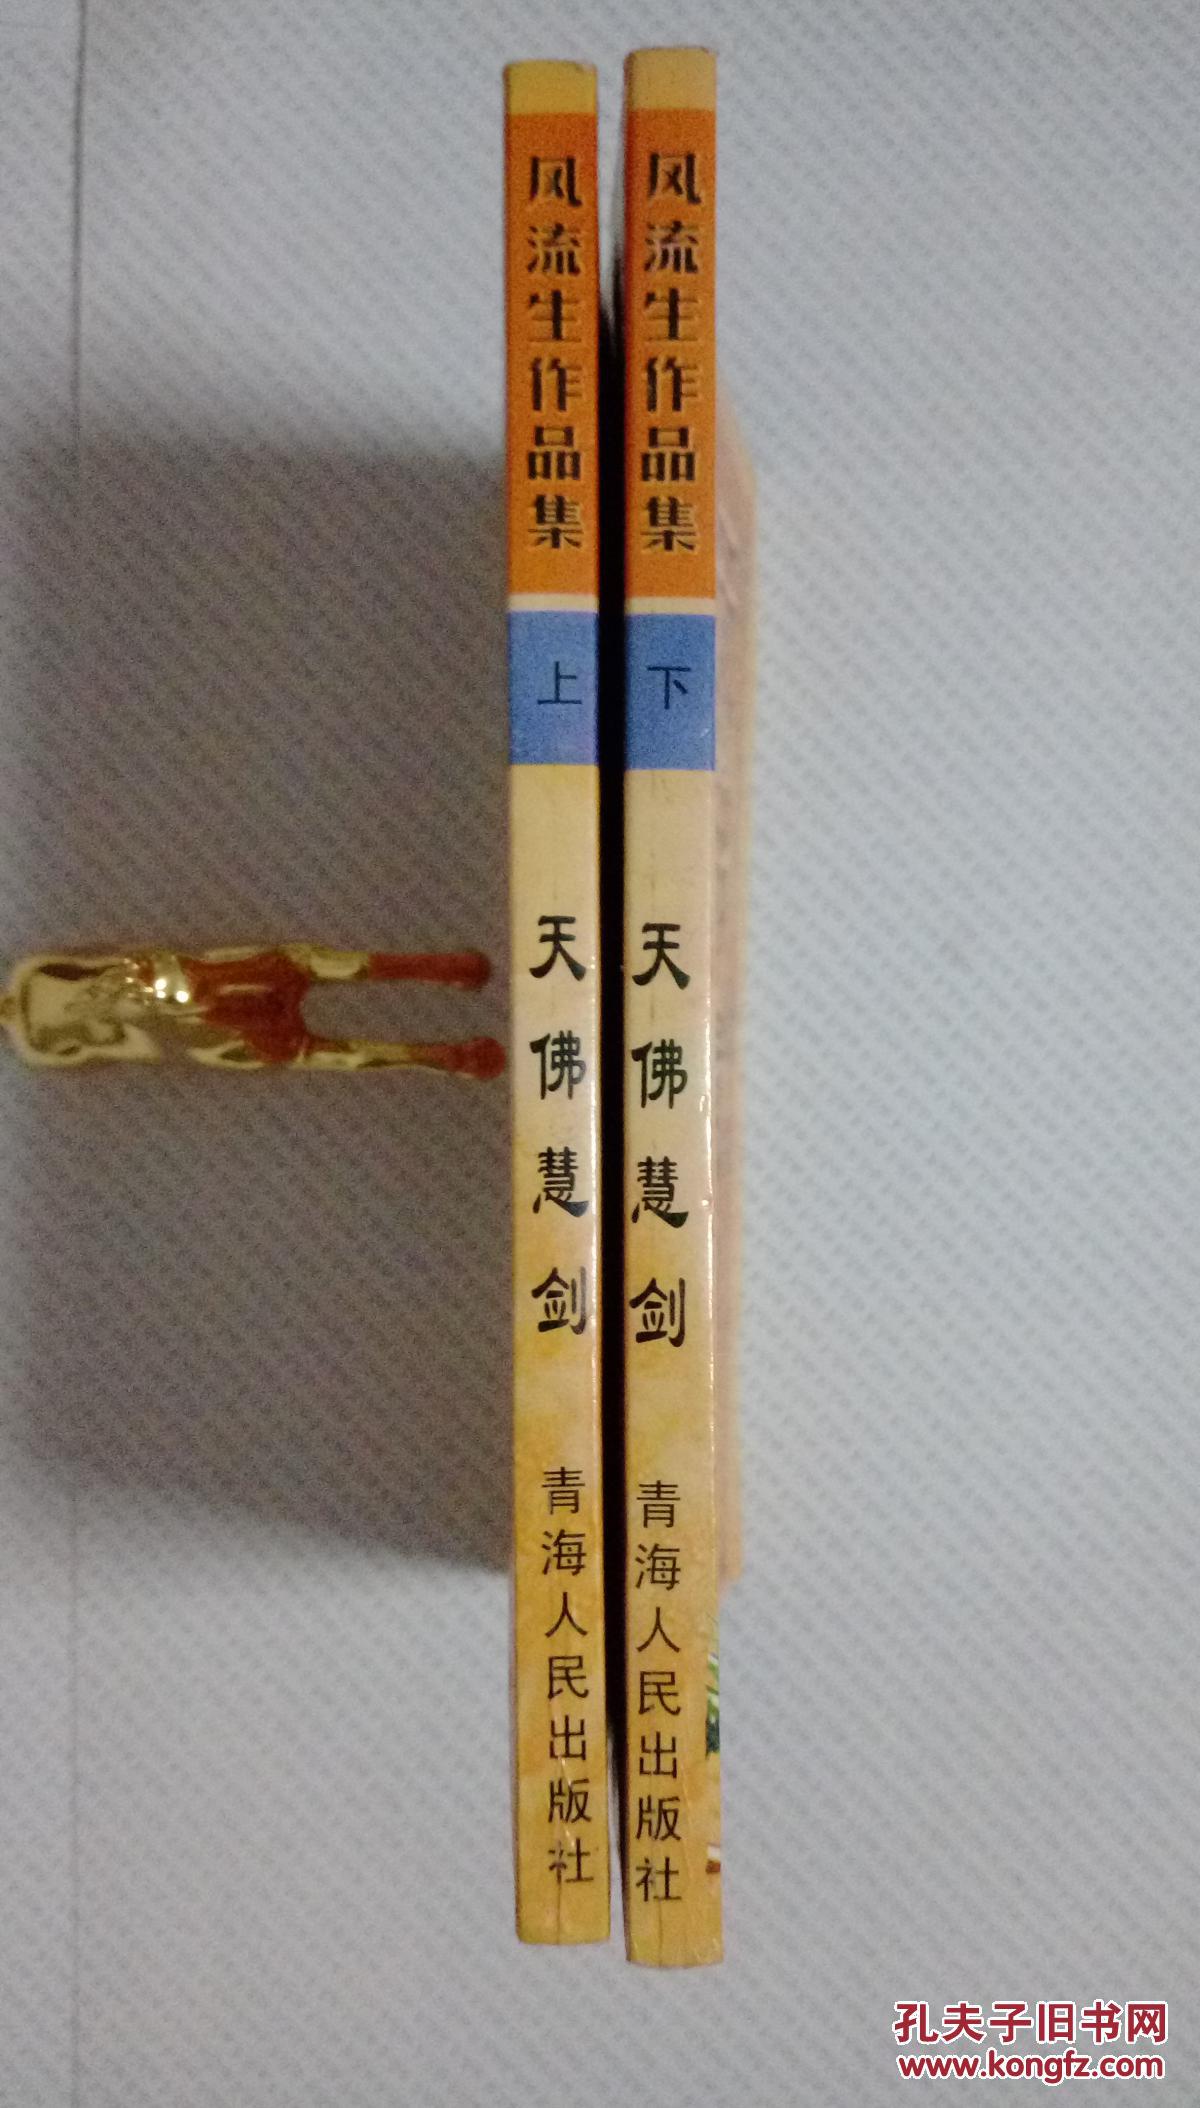 风流生作品集
上
天佛慧剑
青海人民出版社
风流生作品集
下
天佛慧剑
青海人民出版社
孔夫子旧书网
www.kongfz.com